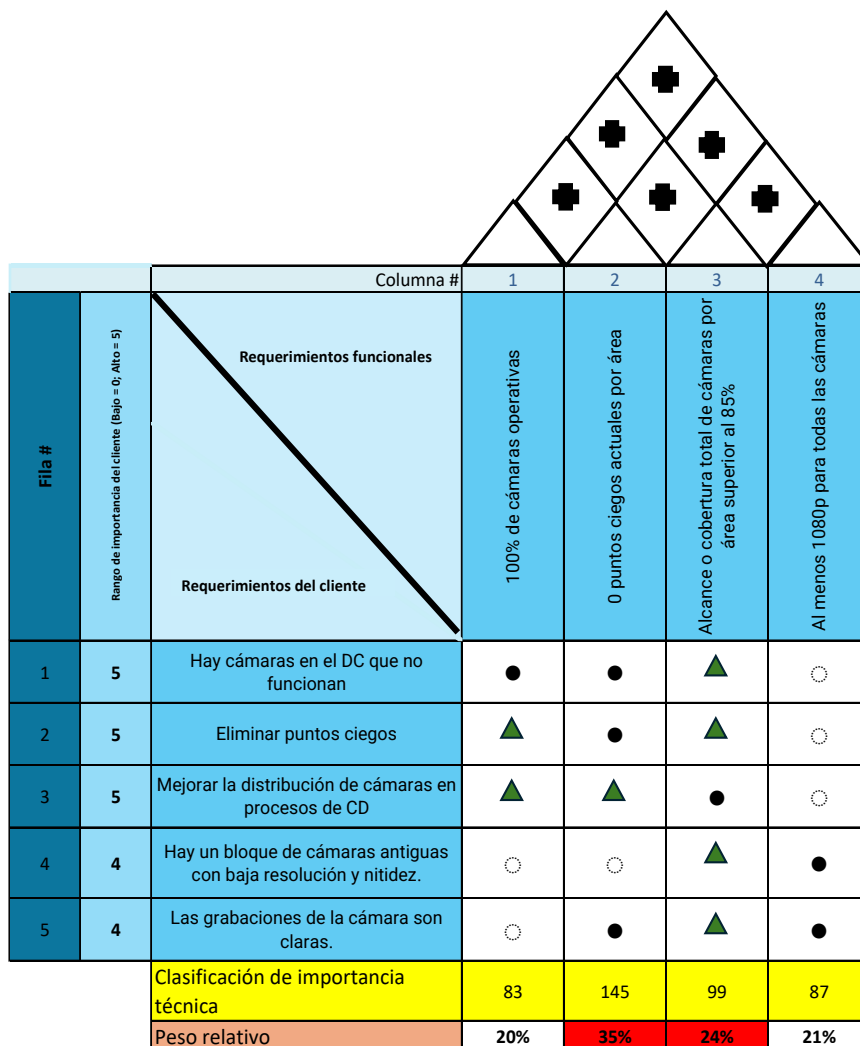 Columna # 1 2 3 4
Fila #
Rango de importancia del cliente (Bajo = 0; Alto = 5)
Requerimientos funcionales
Requerimientos del cliente
100% de cámaras operativas
0 puntos ciegos actuales por área
Alcance o cobertura total de cámaras por
área superior al 85%
Al menos 1080p para todas las cámaras
1 5 Hay cámaras en el DC que no
funcionan
2 5 Eliminar puntos ciegos
3 5 Mejorar la distribución de cámaras en
procesos de CD
4 4 Hay un bloque de cámaras antiguas
con baja resolución y nitidez.
5 4 Las grabaciones de la cámara son
claras.
Clasificación de importancia
técnica 83 145 99 87
Peso relativo 20% 35% 24% 21%